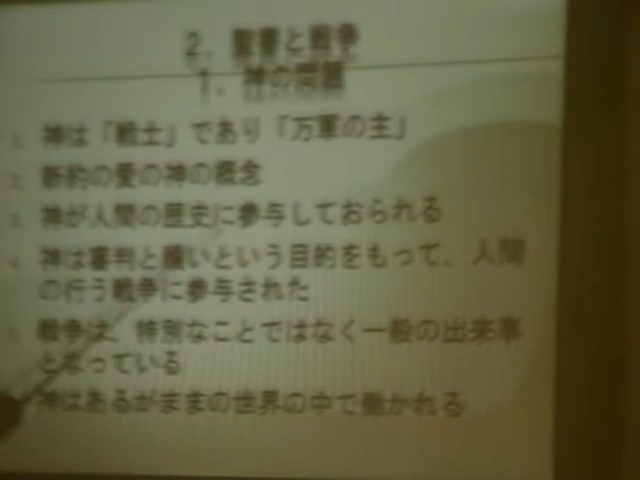 2. 聖書と戦争
1. 神の問題
神は「戦士」であり「万軍の主」
新約の愛の神の概念
神が人間の歴史に参与しておられる
神は審判と贖いという目的をもって、人間
の行う戦争に参与された
戦争は、特別なことではなく一般の出来事
となっている
神はあるがままの世界の中で働かれる